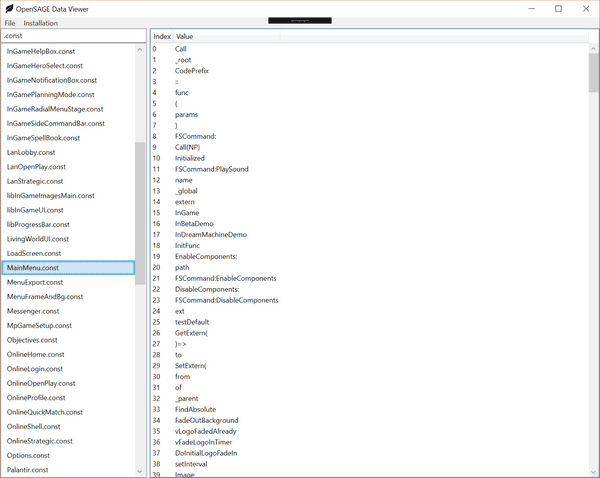 OpenSAGE Data Viewer
File Installation
.const
InGameHelpBox.const
InGameHeroSelect.const
InGameNotificationBox.const
InGamePlanningMode.const
InGameRadialMenuStage.const
InGameSideCommandBar.const
InGameSpellBook.const
LanLobby.const
LanOpenPlay.const
LanStrategic.const
libInGameImagesMain.const
libInGameUI.const
libProgressBar.const
LivingWorldUI.const
LoadScreen.const
MainMenu.const
MenuExport.const
MenuFrameAndBg.const
Messenger.const
MpGameSetup.const
Objectives.const
OnlineHome.const
OnlineLogin.const
OnlineOpenPlay.const
OnlineProfile.const
OnlineQuickMatch.const
OnlineShell.const
OnlineStrategic.const
Options.const
Palantir.const
Index Value
0 Call
1 _root
2 CodePrefix
3 ::
4 func
5 (
6 params
7 )
8 FSCommand:
9 Call(NP)
10 Initialized
11 FSCommand:PlaySound
12 name
13 _global
14 extern
15 InGame
16 InBetaDemo
17 InDreamMachineDemo
18 InitFunc
19 EnableComponents:
20 path
21 FSCommand:EnableComponents
22 DisableComponents:
23 FSCommand:DisableComponents
24 ext
25 testDefault
26 GetExtern(
27 )=>
28 to
29 SetExtern(
30 from
31 of
32 _parent
33 FindAbsolute
34 FadeOutBackground
35 vLogoFadedAlready
36 vFadeLogoInTimer
37 DoInitialLogoFadeIn
38 setInterval
39 Image